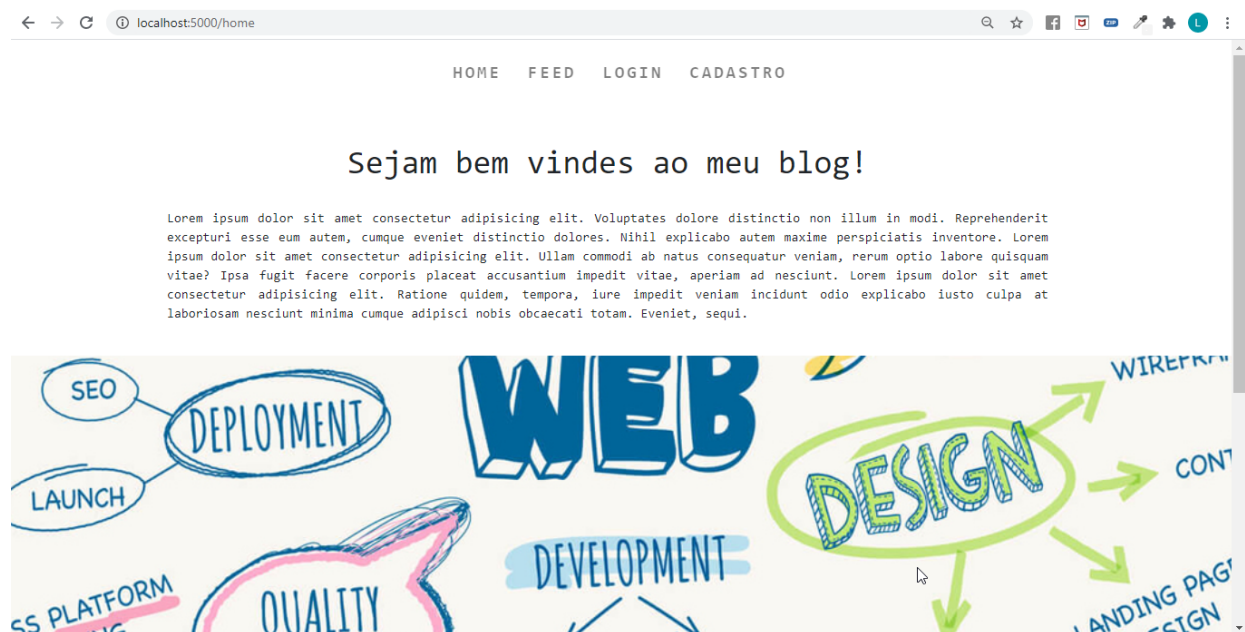 localhost:5000/home
ZIP
L
HOME FEED LOGIN CADASTRO
Sejam bem vindes ao meu blog!
Lorem ipsum dolor sit amet consectetur adipisicing elit. Voluptates dolore distinctio non illum in modi. Reprehenderit
excepturi esse eum autem, cumque eveniet distinctio dolores. Nihil explicabo autem maxime perspiciatis inventore. Lorem
ipsum dolor sit amet consectetur adipisicing elit. Ullam commodi ab natus consequatur veniam, rerum optio labore quisquam
vitae? Ipsa fugit facere corporis placeat accusantium impedit vitae, aperiam ad nesciunt. Lorem ipsum dolor sit amet
consectetur adipisicing elit. Ratione quidem, tempora, iure impedit veniam incidunt odio explicabo iusto culpa at
laboriosam nesciunt minima cumque adipisci nobis obcaecati totam. Eveniet, sequi.
WEB
SEO
DEPLOYMENT
DESIGN
LAUNCH
DEVELOPMENT
QUALITY
PLATFORM
DESIGN